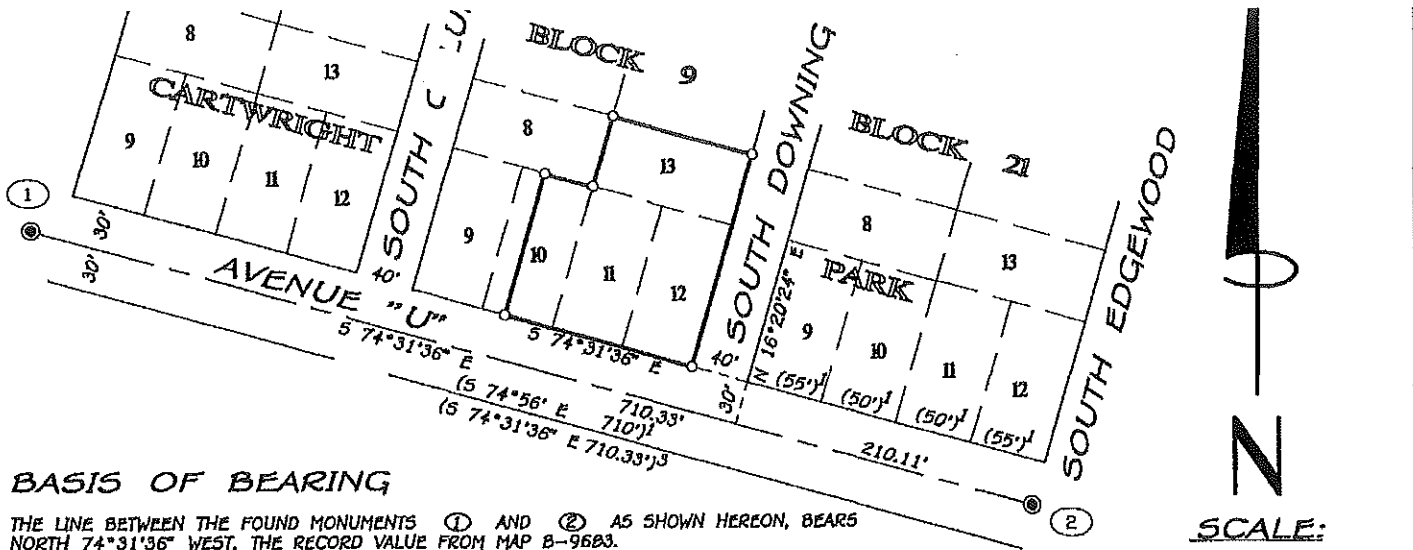 BLOCK 9
BLOCK 21
CARTWRIGHT
PARK
8
13
9
10
11
12
8
13
9
10
11
12
8
13
9
10
11
12
SOUTH C
SOUTH DOWNING
SOUTH EDGEWOOD
1
30'
30'
AVENUE "U"
40'
40'
30'
N 16°20'24" E
S 74°31'36" E
S 74°31'36" E 710.33'
(S 74°56' E 710')1
(S 74°31'36" E 710.33')3
(55')1
(50')1
(50')1
(55')1
210.11'
2
N
SCALE:
BASIS OF BEARING
THE LINE BETWEEN THE FOUND MONUMENTS 1 AND 2 AS SHOWN HEREON, BEARS
NORTH 74°31'36" WEST, THE RECORD VALUE FROM MAP B-9683.